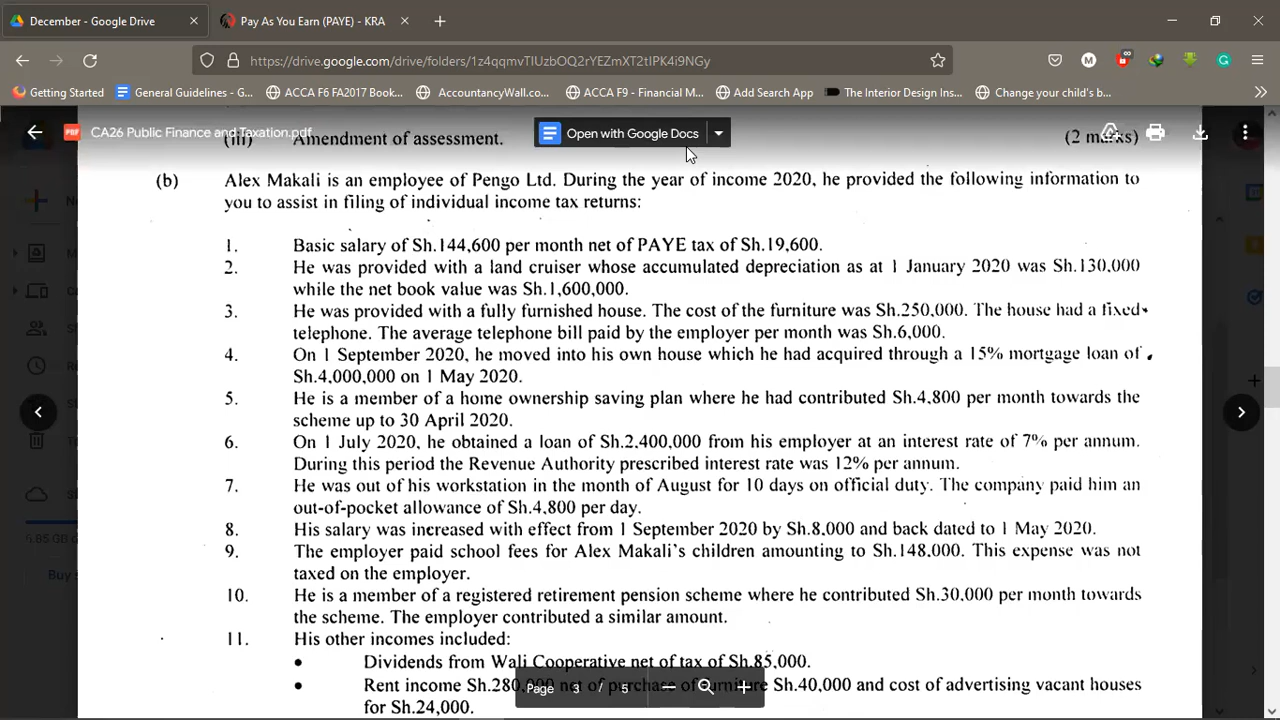 December - Google Drive
Pay As You Earn (PAYE) - KRA
https://drive.google.com/drive/folders/1z4qqmvTIUzbOQ2rYEZmXT2tIPK4i9NGy
Getting Started
General Guidelines - G...
ACCA F6 FA2017 Book...
AccountancyWall.com...
ACCA F9 - Financial M...
Add Search App
The Interior Design Ins...
Change your child's b...
CA26 Public Finance and Taxation.pdf
Open with Google Docs
(iii) Amendment of assessment. (2 marks)
(b) Alex Makali is an employee of Pengo Ltd. During the year of income 2020, he provided the following information to
you to assist in filing of individual income tax returns:
1. Basic salary of Sh.144,600 per month net of PAYE tax of Sh.19,600.
2. He was provided with a land cruiser whose accumulated depreciation as at 1 January 2020 was Sh.130,000
while the net book value was Sh.1,600,000.
3. He was provided with a fully furnished house. The cost of the furniture was Sh.250,000. The house had a fixed
telephone. The average telephone bill paid by the employer per month was Sh.6,000.
4. On 1 September 2020, he moved into his own house which he had acquired through a 15% mortgage loan of
Sh.4,000,000 on 1 May 2020.
5. He is a member of a home ownership saving plan where he had contributed Sh.4,800 per month towards the
scheme up to 30 April 2020.
6. On 1 July 2020, he obtained a loan of Sh.2,400,000 from his employer at an interest rate of 7% per annum.
During this period the Revenue Authority prescribed interest rate was 12% per annum.
7. He was out of his workstation in the month of August for 10 days on official duty. The company paid him an
out-of-pocket allowance of Sh.4,800 per day.
8. His salary was increased with effect from 1 September 2020 by Sh.8,000 and back dated to 1 May 2020.
9. The employer paid school fees for Alex Makali's children amounting to Sh.148,000. This expense was not
taxed on the employer.
10. He is a member of a registered retirement pension scheme where he contributed Sh.30,000 per month towards
the scheme. The employer contributed a similar amount.
11. His other incomes included:
• Dividends from Wali Cooperative net of tax of Sh.85,000.
• Rent income Sh.280,000 net of purchase of furniture Sh.40,000 and cost of advertising vacant houses
for Sh.24,000.
Page 3 / 5